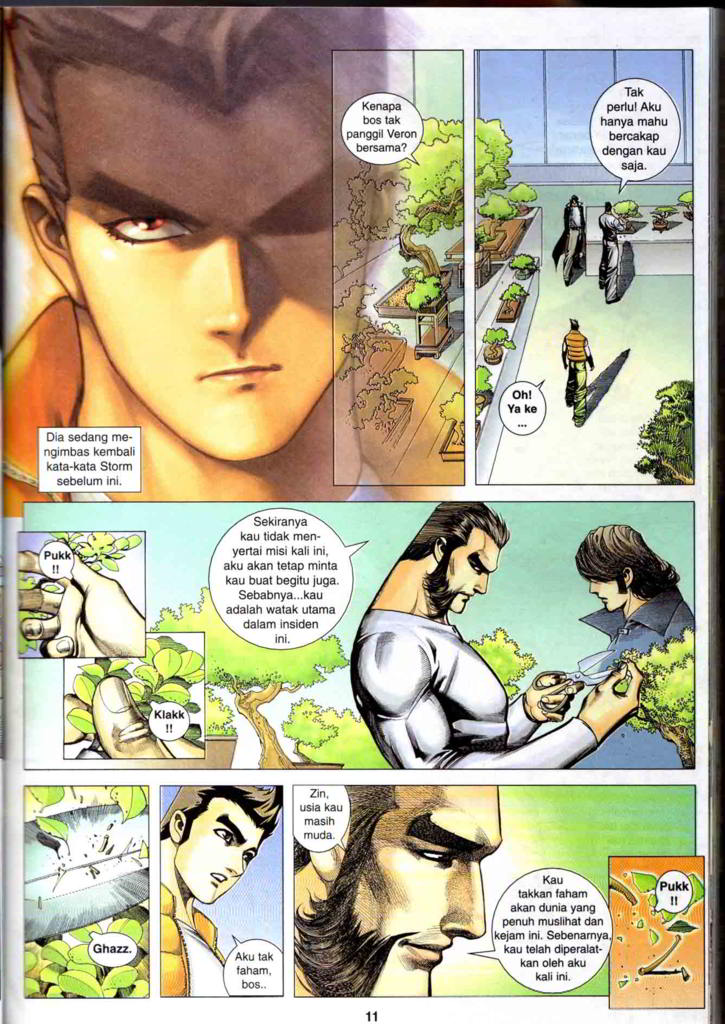 Kenapa
bos tak
panggil Veron
bersama?
Tak
perlu! Aku
hanya mahu
bercakap
dengan kau
saja.
Oh!
Ya ke
...
Dia sedang me-
ngimbas kembali
kata-kata Storm
sebelum ini.
Pukk
!!
Klakk
!!
Sekiranya
kau tidak men-
yertai misi kali ini,
aku akan tetap minta
kau buat begitu juga.
Sebabnya...kau
adalah watak utama
dalam insiden
ini.
Ghazz.
Aku tak
faham,
bos..
Zin,
usia kau
masih
muda.
Kau
takkan faham
akan dunia yang
penuh muslihat dan
kejam ini. Sebenarnya,
kau telah diperalat-
kan oleh aku
kali ini.
Pukk
!!
11